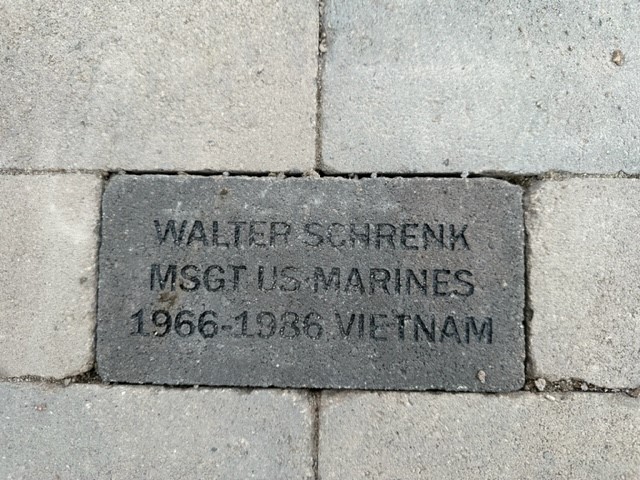 WALTER SCHRENK
MSGT US MARINES
1966-1986 VIETNAM